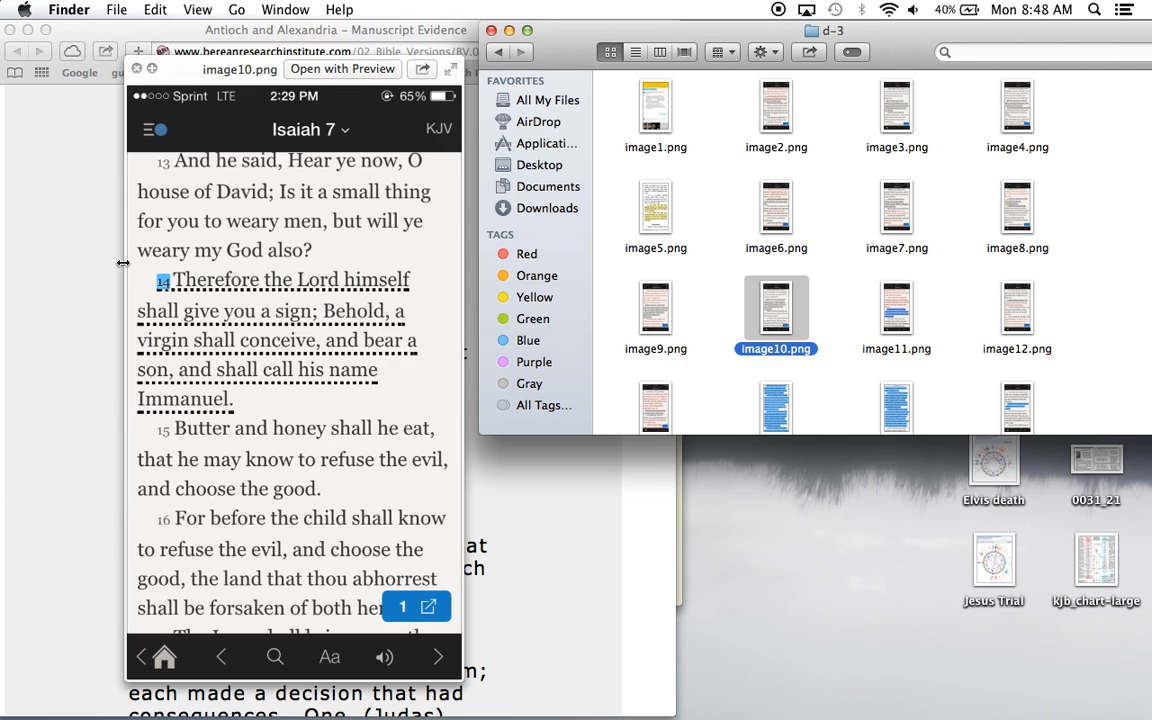 Finder File Edit View Go Window Help
40% Mon 8:48 AM
Antioch and Alexandria - Manuscript Evidence
www.bereanresearchinstitute.com/02_Bible_Versions/BV.0
Google
image10.png Open with Preview
Sprint LTE 2:29 PM 65%
Isaiah 7 KJV
13 And he said, Hear ye now, O
house of David; Is it a small thing
for you to weary men, but will ye
weary my God also?
14 Therefore the Lord himself
shall give you a sign; Behold, a
virgin shall conceive, and bear a
son, and shall call his name
Immanuel.
15 Butter and honey shall he eat,
that he may know to refuse the evil,
and choose the good.
16 For before the child shall know
to refuse the evil, and choose the
good, the land that thou abhorrest
shall be forsaken of both her
1
Aa
each made a decision that had
consequences. One (Judas)
d-3
FAVORITES
All My Files
AirDrop
Applicati...
Desktop
Documents
Downloads
TAGS
Red
Orange
Yellow
Green
Blue
Purple
Gray
All Tags...
image1.png image2.png image3.png image4.png
image5.png image6.png image7.png image8.png
image9.png image10.png image11.png image12.png
Elvis death 0031_21
Jesus Trial kjb_chart-large